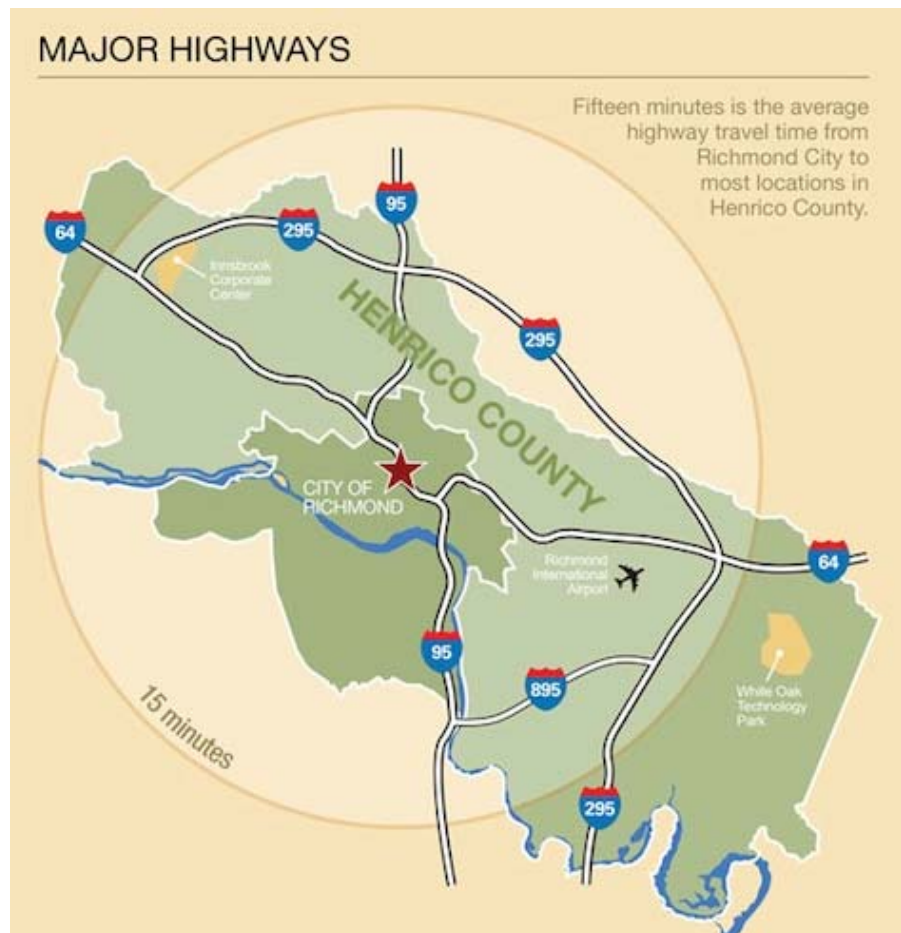 MAJOR HIGHWAYS
Fifteen minutes is the average
highway travel time from
Richmond City to
most locations in
Henrico County.
95
64
295
Innsbrook
Corporate
Center
HENRICO COUNTY
295
CITY OF
RICHMOND
Richmond
International
Airport
64
95
895
White Oak
Technology
Park
15 minutes
295